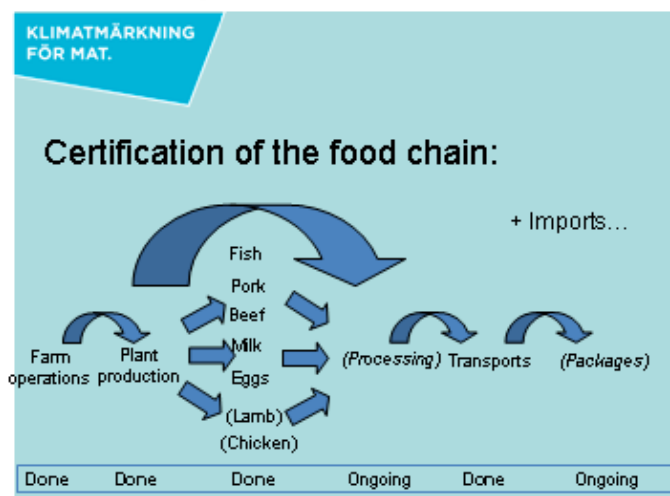 KLIMATMÄRKNING
FÖR MAT.
Certification of the food chain:
+ Imports...
Fish
Pork
Beef
Milk
Eggs
(Lamb)
(Chicken)
Farm
operations
Plant
production
(Processing)
Transports
(Packages)
Done Done Done Ongoing Done Ongoing